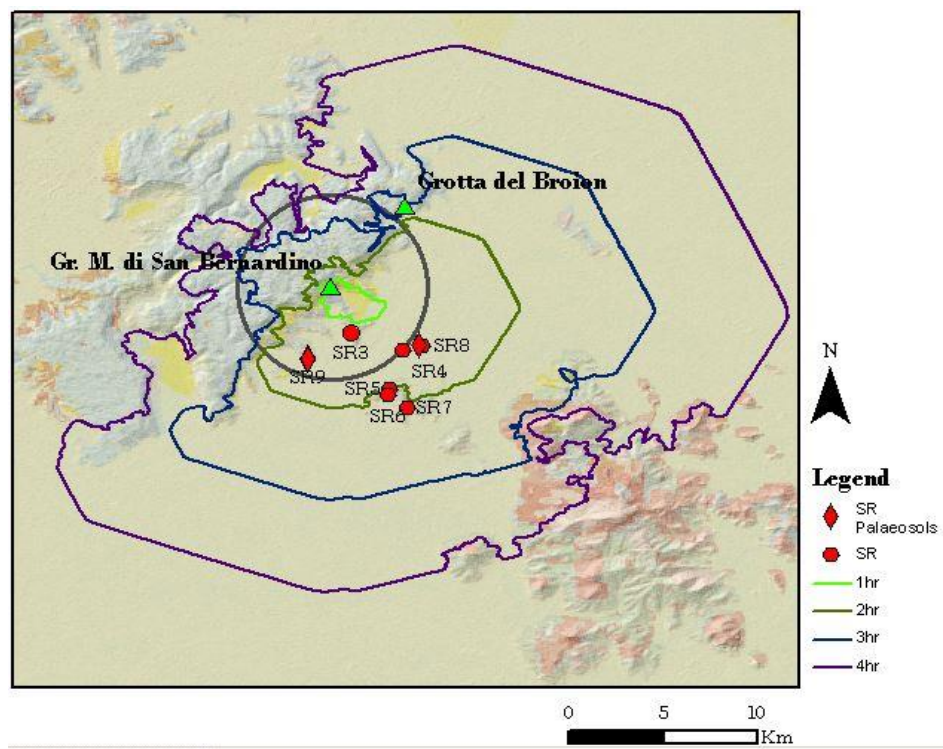 Grotta del Broion
Gr. M. di San Bernardino
SR3
SR8
SR4
SR9
SR5
SR6
SR7
N
Legend
SR
Palaeosols
SR
1hr
2hr
3hr
4hr
0 5 10
Km